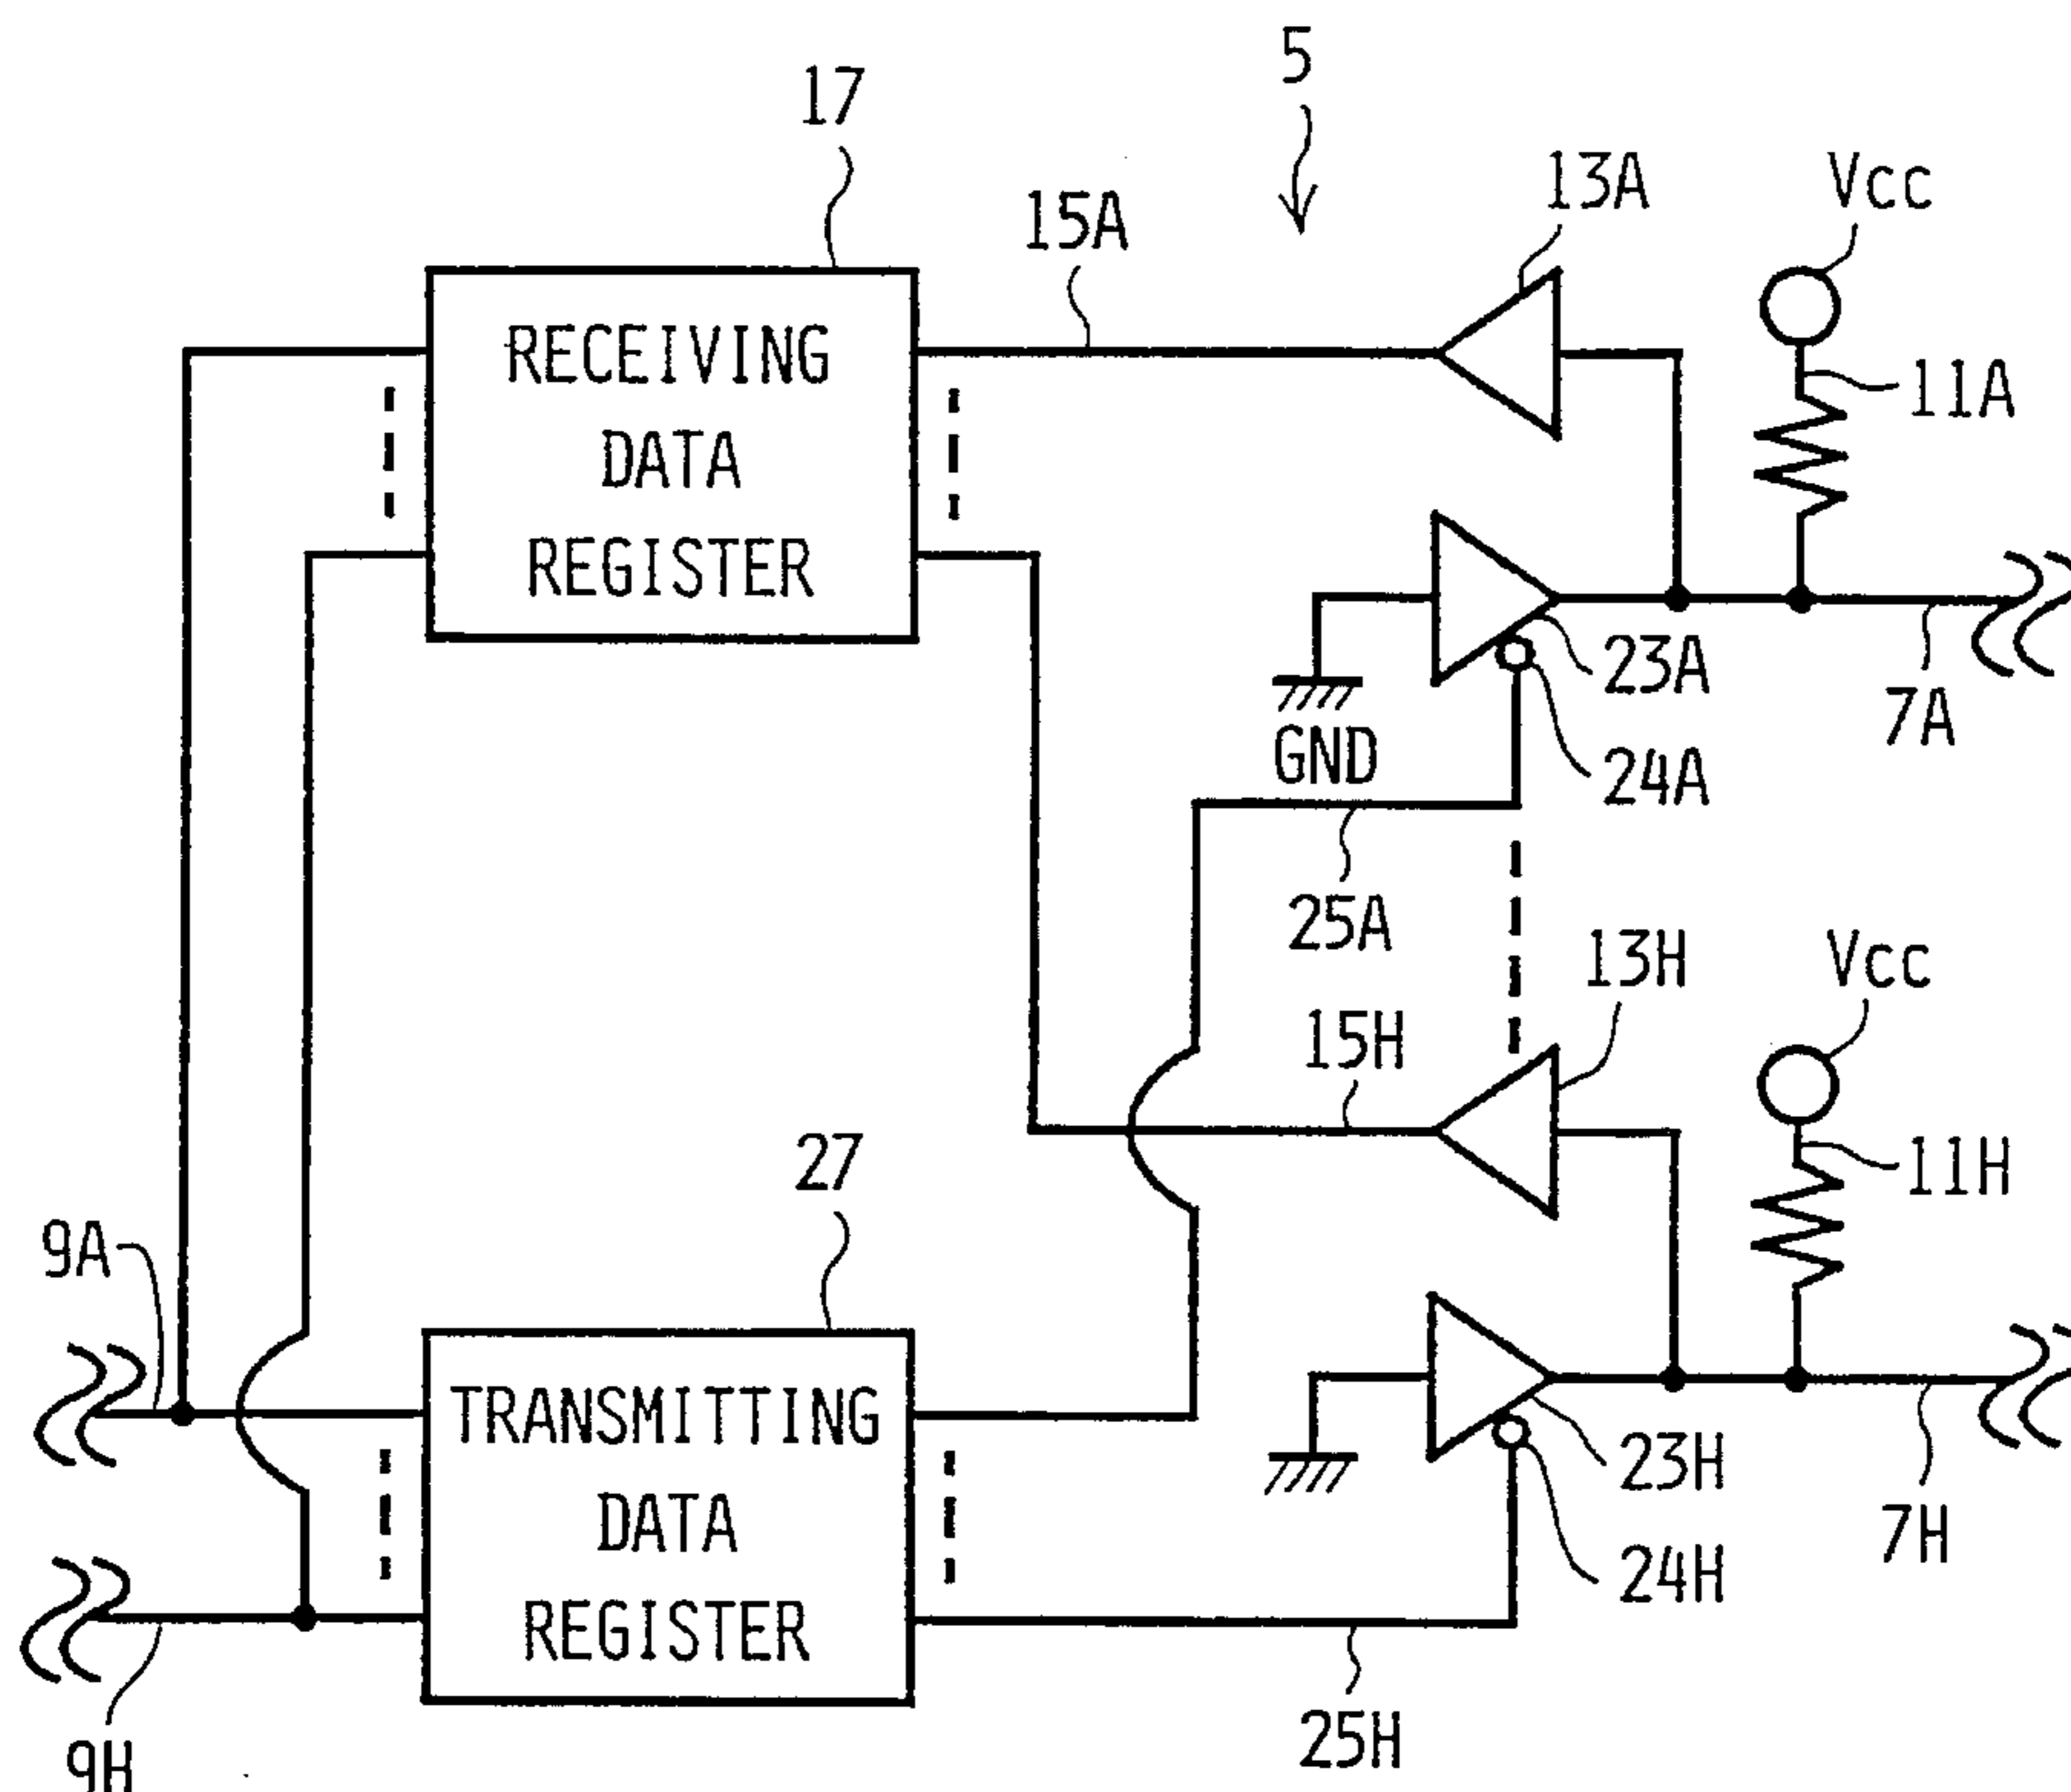 5
17
13A
Vcc
15A
RECEIVING
DATA
REGISTER
11A
23A
7A
GND
24A
25A
13H
Vcc
15H
11H
27
9A
TRANSMITTING
DATA
REGISTER
23H
7H
24H
25H
9H